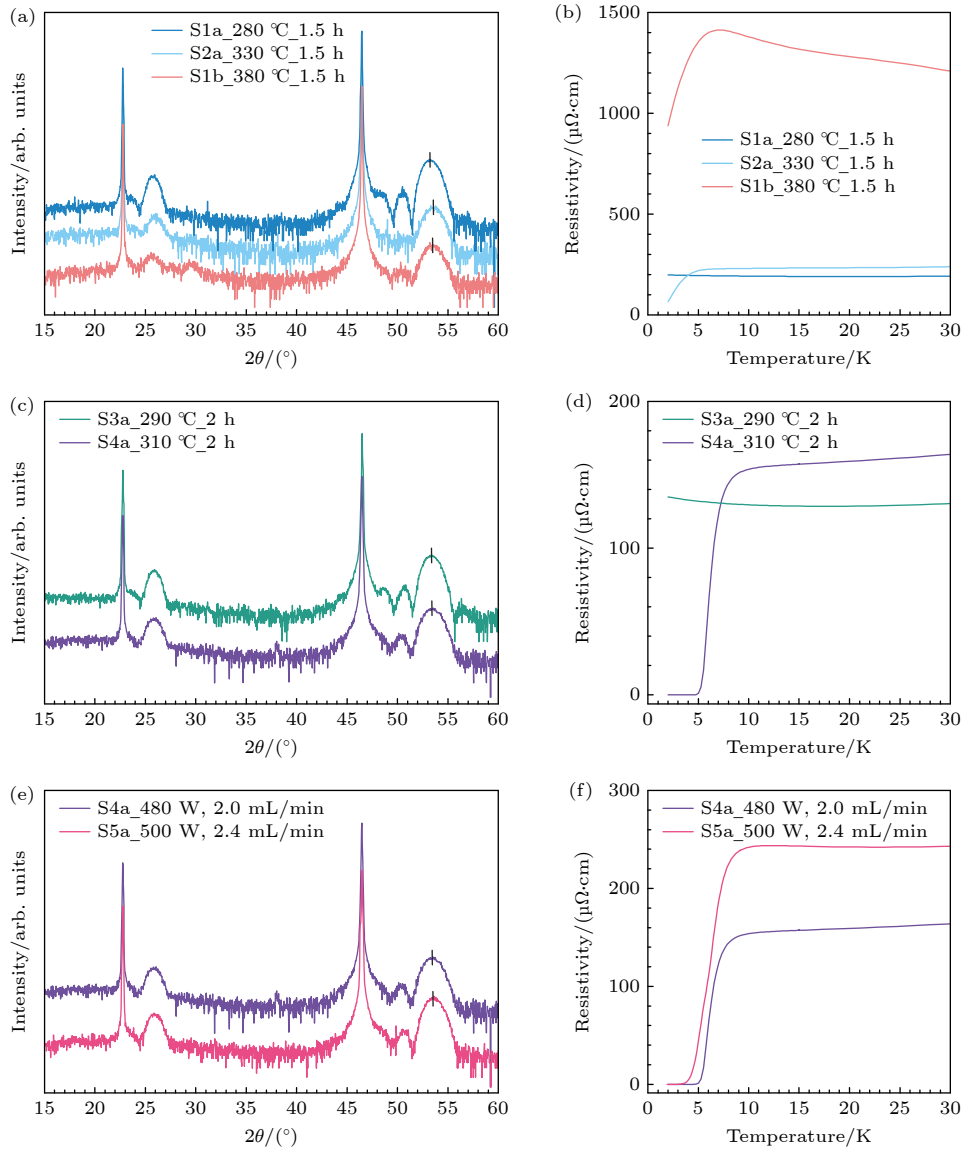 (a)
S1a_280 ℃_1.5 h
S2a_330 ℃_1.5 h
S1b_380 ℃_1.5 h
Intensity/arb. units
15 20 25 30 35 40 45 50 55 60
2θ/(°)
(b)
1500
1000
500
0
Resistivity/(μΩ·cm)
S1a_280 ℃_1.5 h
S2a_330 ℃_1.5 h
S1b_380 ℃_1.5 h
0 5 10 15 20 25 30
Temperature/K
(c)
S3a_290 ℃_2 h
S4a_310 ℃_2 h
Intensity/arb. units
15 20 25 30 35 40 45 50 55 60
2θ/(°)
(d)
200
120
60
0
Resistivity/(μΩ·cm)
S3a_290 ℃_2 h
S4a_310 ℃_2 h
0 5 10 15 20 25 30
Temperature/K
(e)
S4a_480 W, 2.0 mL/min
S5a_500 W, 2.4 mL/min
Intensity/arb. units
15 20 25 30 35 40 45 50 55 60
2θ/(°)
(f)
300
240
180
120
60
0
Resistivity/(μΩ·cm)
S4a_480 W, 2.0 mL/min
S5a_500 W, 2.4 mL/min
0 5 10 15 20 25 30
Temperature/K